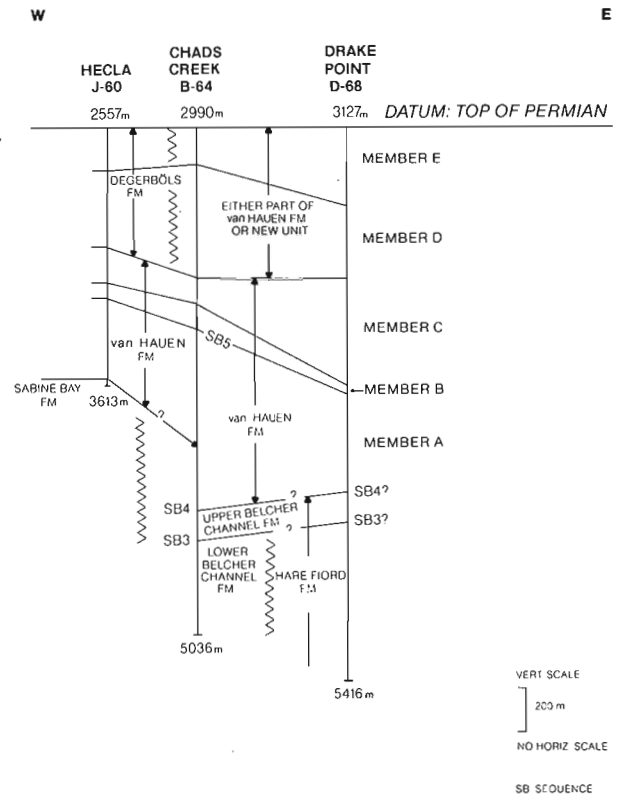 W
E
HECLA
J-60
CHADS
CREEK
B-64
DRAKE
POINT
D-68
2557m
2990m
3127m
DATUM: TOP OF PERMIAN
MEMBER E
DEGERBÖLS
FM
EITHER PART OF
van HAUEN FM
OR NEW UNIT
MEMBER D
MEMBER C
SB5
van HAUEN
FM
SABINE BAY
FM
3613m
?
MEMBER B
van HAUEN
FM
MEMBER A
SB4
?
SB4?
UPPER BELCHER
CHANNEL FM
?
SB3?
SB3
LOWER
BELCHER
CHANNEL
FM
HARE FIORD
FM
5036m
5416m
VERT SCALE
200 m
NO HORIZ SCALE
SB SEQUENCE